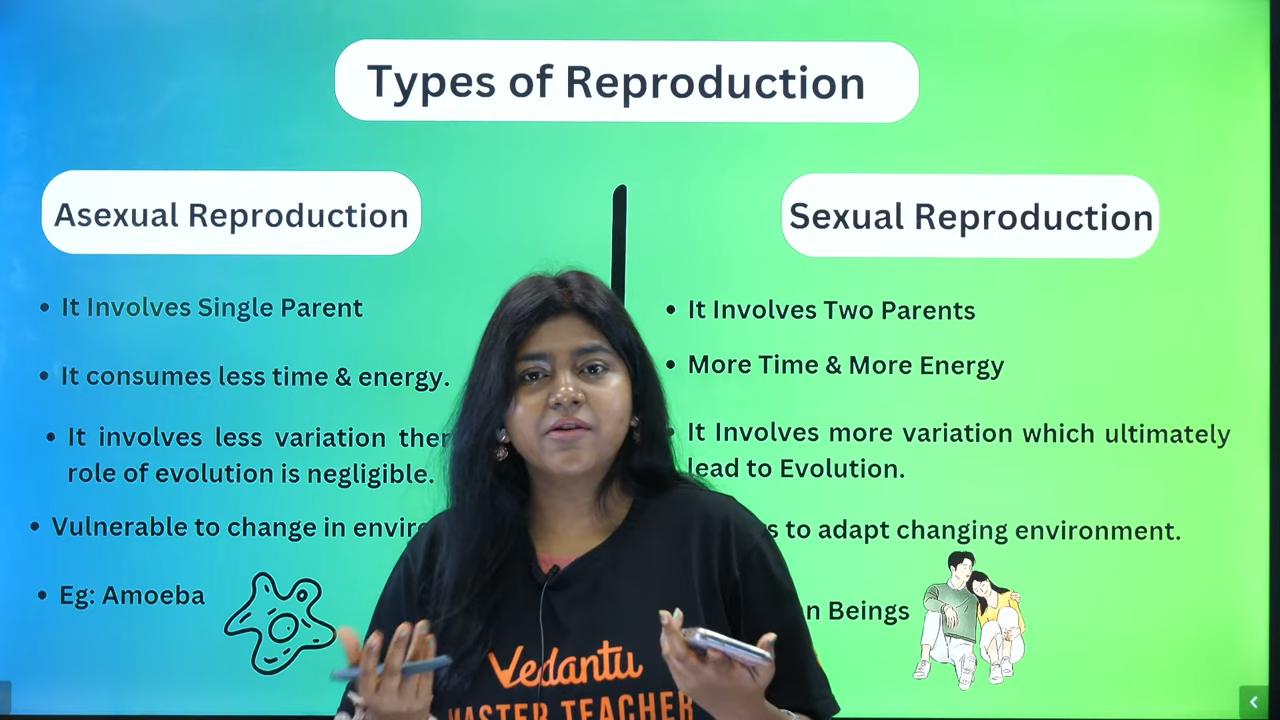 Types of Reproduction
Asexual Reproduction
It Involves Single Parent
It consumes less time & energy.
It involves less variation
role of evolution is negligible.
Vulnerable to change in
Eg: Amoeba
Sexual Reproduction
It Involves Two Parents
More Time & More Energy
It Involves more variation which ultimately
lead to Evolution.
to adapt changing environment.
Beings
Vedantu
MASTER TEACHER